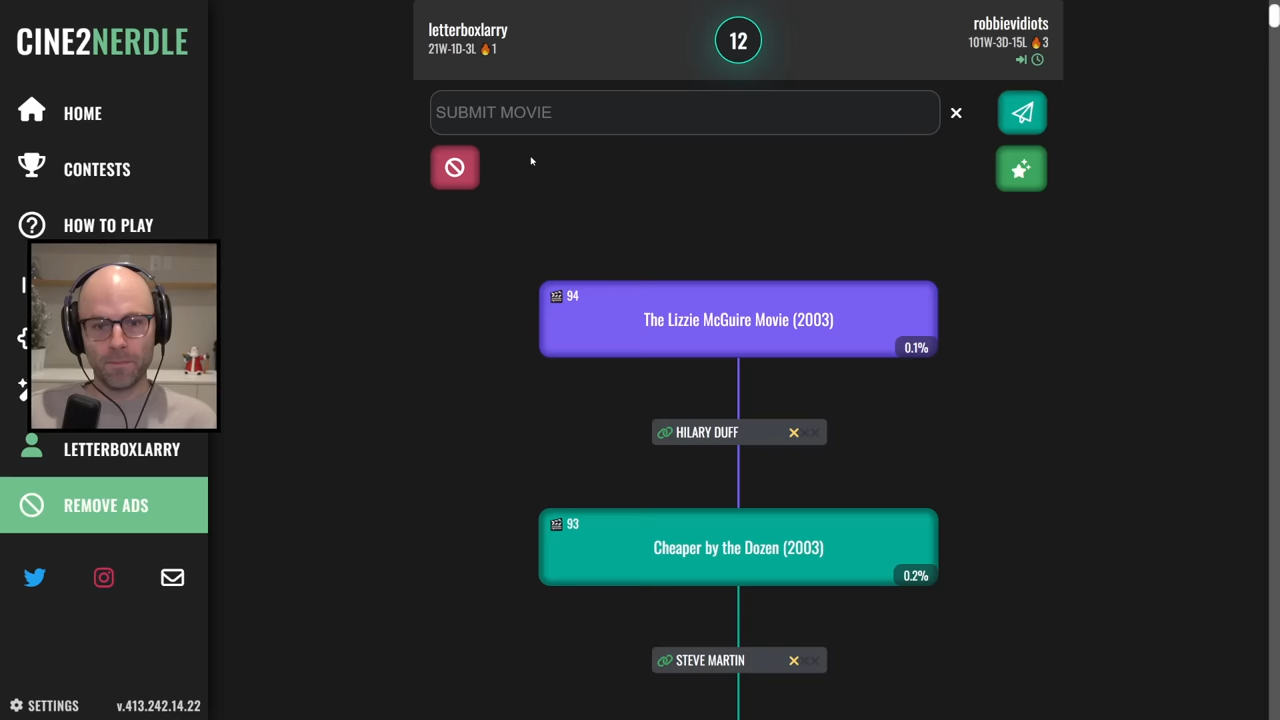 CINE2NERDLE
HOME
CONTESTS
HOW TO PLAY
LETTERBOXLARRY
REMOVE ADS
SETTINGS
v.413.242.14.22
letterboxlarry
21W-1D-3L 🔥1
12
robbievidiots
101W-3D-15L 🔥3
SUBMIT MOVIE
94
The Lizzie McGuire Movie (2003)
0.1%
HILARY DUFF
93
Cheaper by the Dozen (2003)
0.2%
STEVE MARTIN